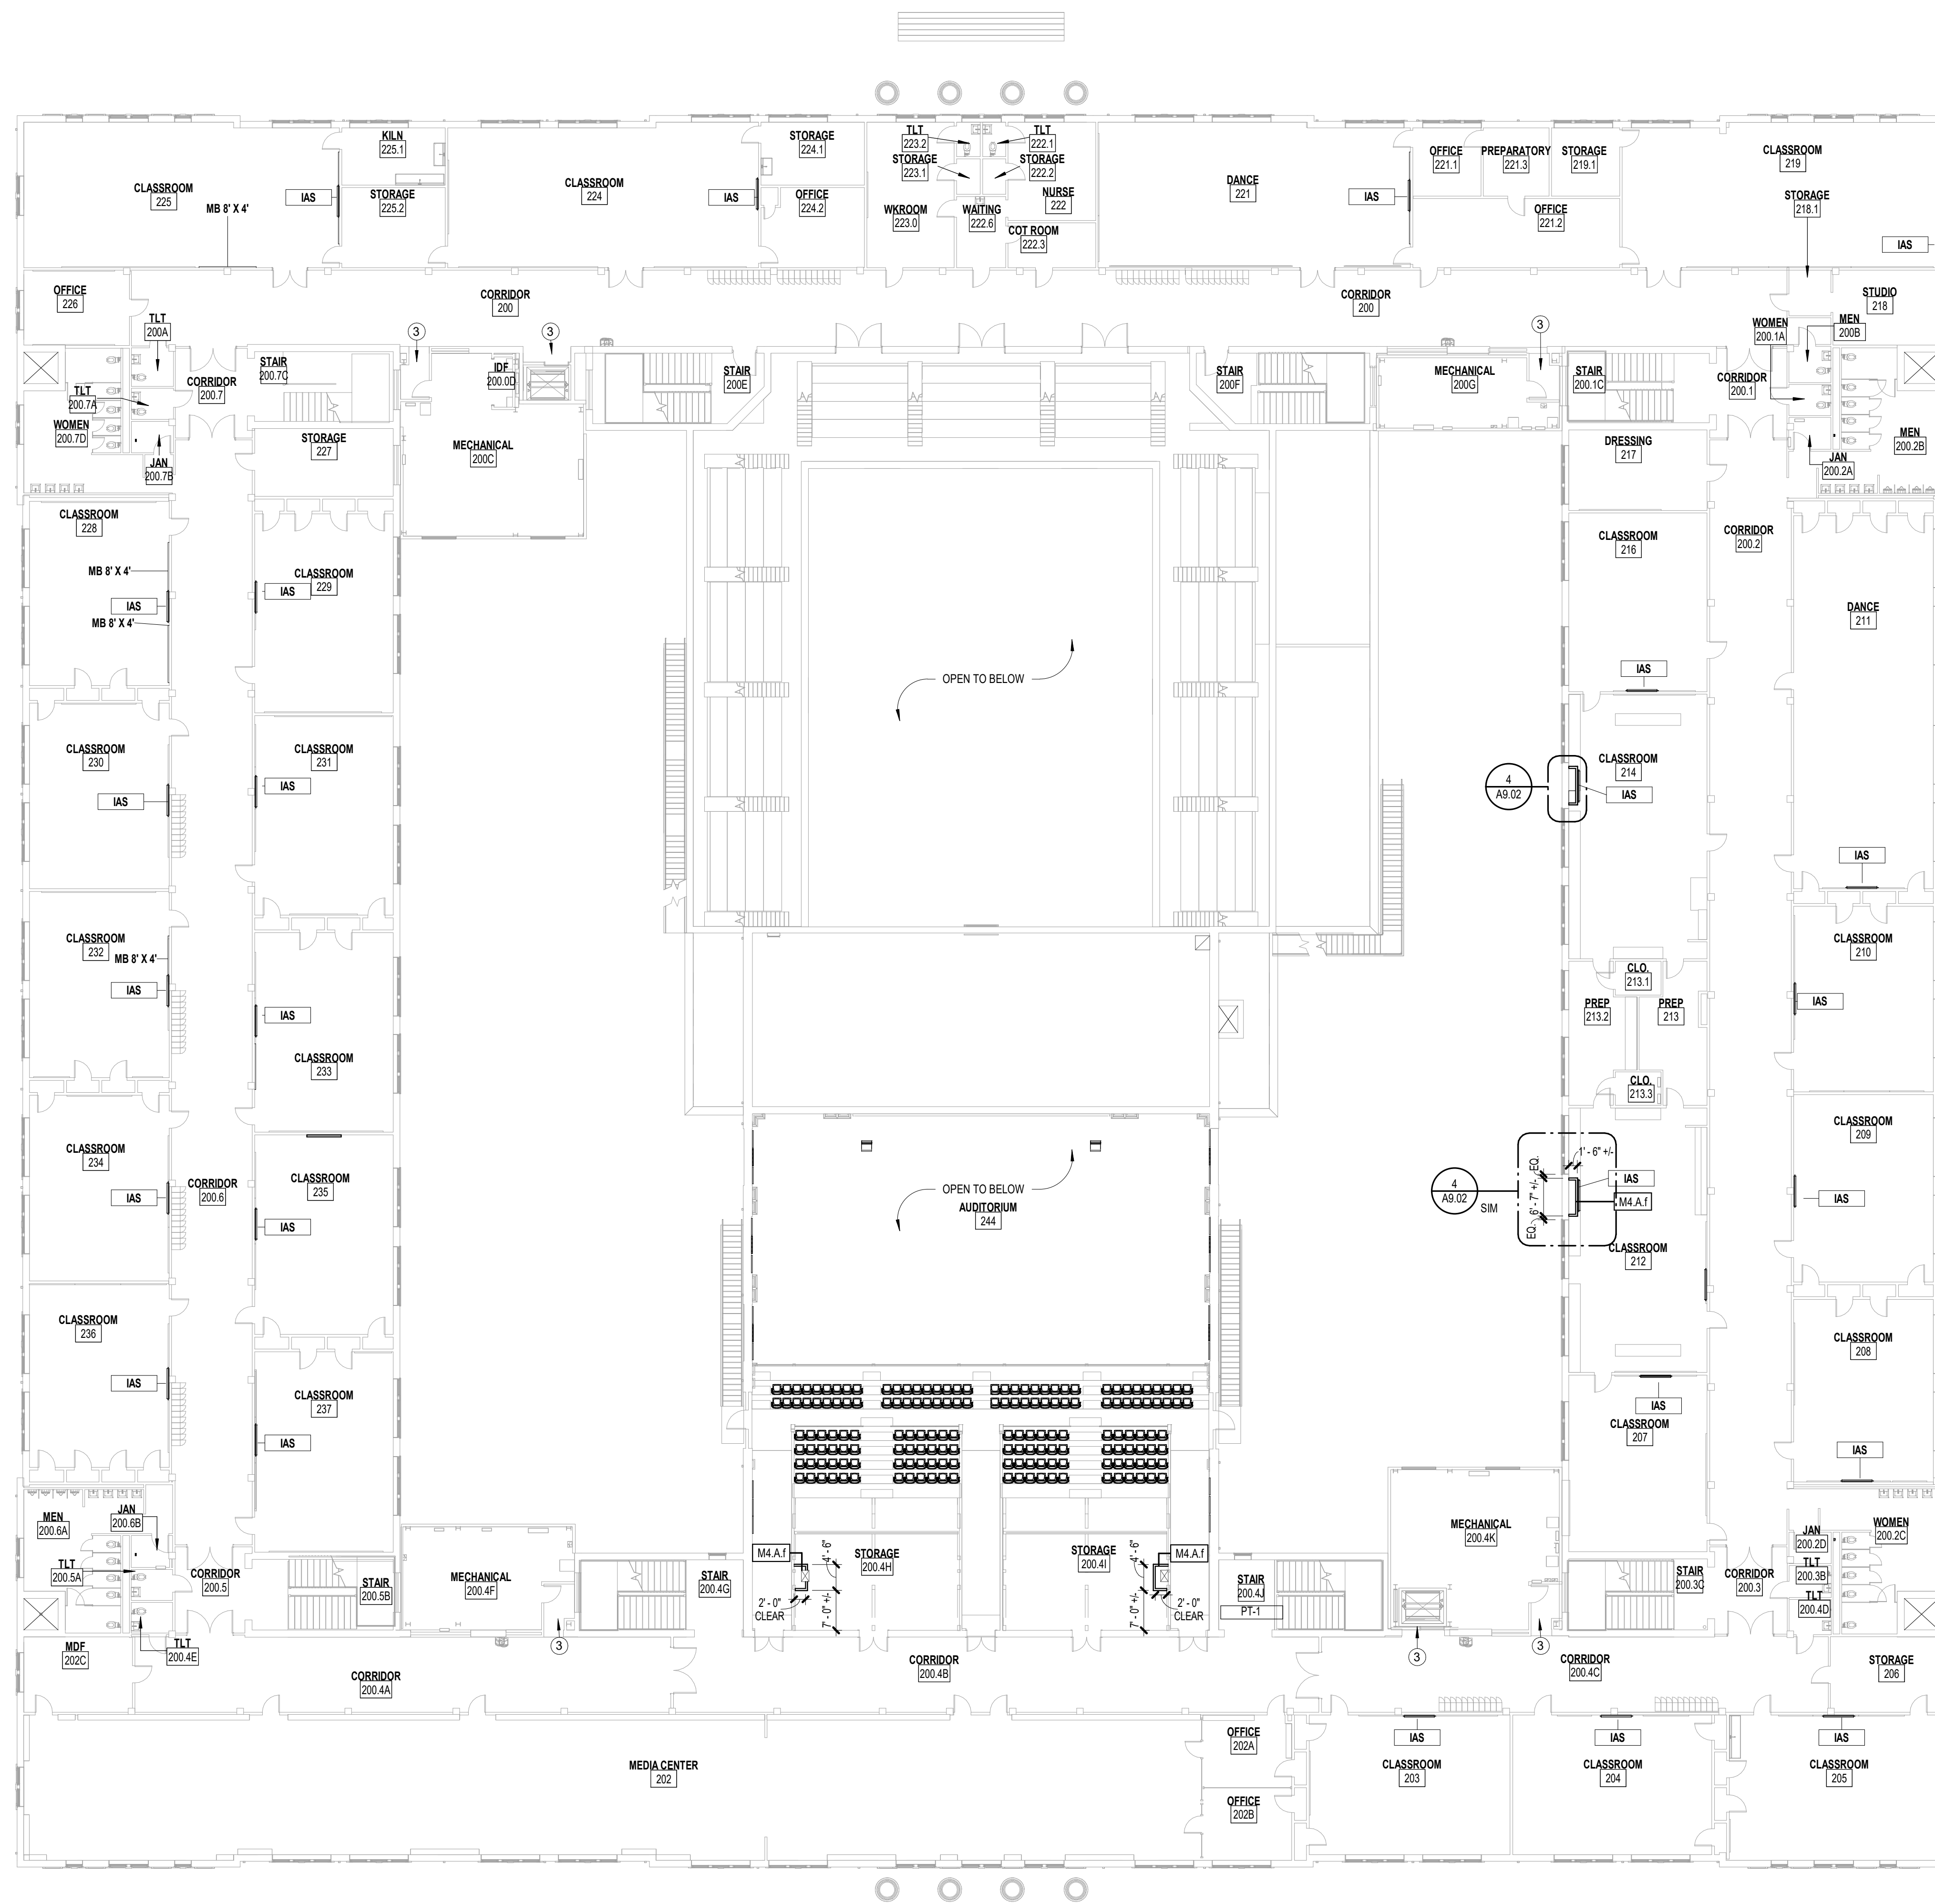 KILN
225.1
STORAGE
224.1
TLT
223.2
TLT
222.1
STORAGE
223.1
STORAGE
222.2
OFFICE
221.1
PREPARATORY
221.3
STORAGE
219.1
CLASSROOM
219
CLASSROOM
225
MB 8' X 4'
IAS
STORAGE
225.2
CLASSROOM
224
IAS
OFFICE
224.2
WKROOM
223.0
WAITING
222.6
NURSE
222
COT ROOM
222.3
DANCE
221
IAS
OFFICE
221.2
STORAGE
218.1
IAS
OFFICE
226
CORRIDOR
200
CORRIDOR
200
STUDIO
218
TLT
200A
3
3
3
WOMEN
200.1A
MEN
200B
STAIR
200.7C
IDF
200.0D
STAIR
200E
STAIR
200F
MECHANICAL
200G
STAIR
200.1C
CORRIDOR
200.7
CORRIDOR
200.1
TLT
200.7A
WOMEN
200.7D
JAN
200.7B
STORAGE
227
MECHANICAL
200C
DRESSING
217
JAN
200.2A
MEN
200.2B
CLASSROOM
228
MB 8' X 4'
IAS
MB 8' X 4'
CLASSROOM
229
IAS
CLASSROOM
216
IAS
CORRIDOR
200.2
DANCE
211
IAS
OPEN TO BELOW
CLASSROOM
230
IAS
CLASSROOM
231
IAS
4
A9.02
CLASSROOM
214
IAS
CLASSROOM
232
MB 8' X 4'
IAS
IAS
CLASSROOM
233
CLO.
213.1
PREP
213.2
PREP
213
CLO.
213.3
CLASSROOM
210
IAS
CLASSROOM
234
IAS
CORRIDOR
200.6
CLASSROOM
235
IAS
OPEN TO BELOW
AUDITORIUM
244
4
A9.02
SIM
1' - 6" +/-
EQ.
6' - 7" +/-
EQ.
IAS
M4.A.f
CLASSROOM
212
CLASSROOM
209
IAS
CLASSROOM
236
IAS
CLASSROOM
237
IAS
IAS
CLASSROOM
207
CLASSROOM
208
IAS
MEN
200.6A
JAN
200.6B
TLT
200.5A
CORRIDOR
200.5
STAIR
200.5B
MECHANICAL
200.4F
STAIR
200.4G
M4.A.f
4' - 6"
7' - 0" +/-
2' - 0"
CLEAR
STORAGE
200.4H
STORAGE
200.4I
4' - 6"
7' - 0" +/-
M4.A.f
2' - 0"
CLEAR
STAIR
200.4J
PT-1
MECHANICAL
200.4K
STAIR
200.3C
CORRIDOR
200.3
JAN
200.2D
TLT
200.3B
TLT
200.4D
WOMEN
200.2C
3
3
3
MDF
202C
TLT
200.4E
CORRIDOR
200.4A
CORRIDOR
200.4B
CORRIDOR
200.4C
STORAGE
206
MEDIA CENTER
202
OFFICE
202A
OFFICE
202B
IAS
CLASSROOM
203
IAS
CLASSROOM
204
IAS
CLASSROOM
205